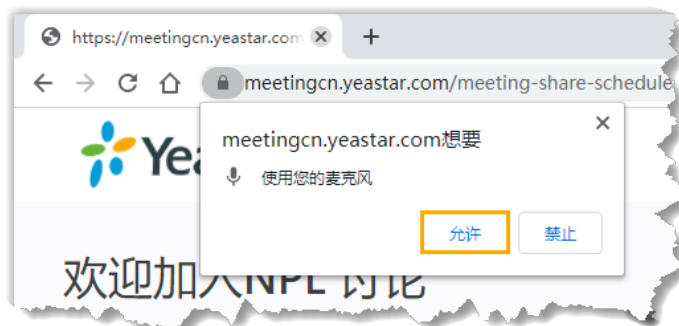 https://meetingcn.yeastar.com
meetingcn.yeastar.com/meeting-share-schedule
meetingcn.yeastar.com想要
使用您的麦克风
允许
禁止
Yea
欢迎加入NPL 讨论